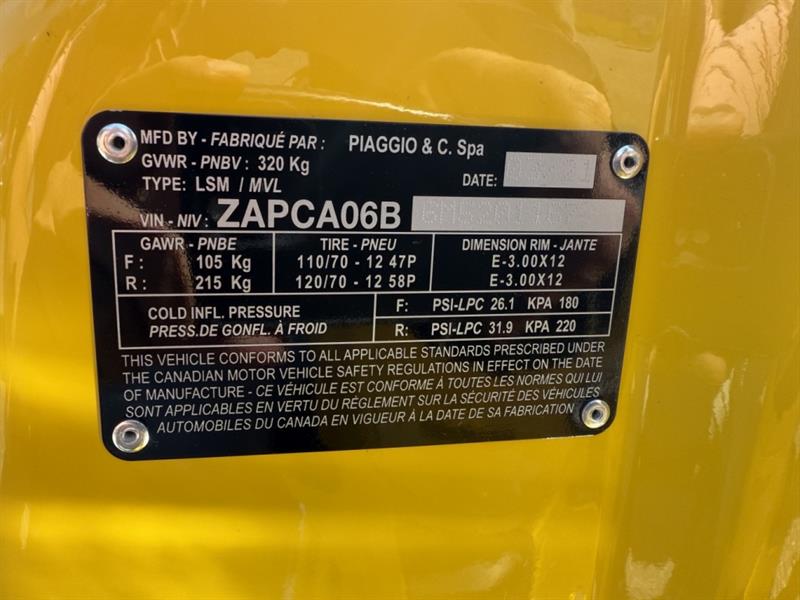 MFD BY - FABRIQUÉ PAR : PIAGGIO & C. Spa
GVWR - PNBV : 320 Kg
TYPE: LSM / MVL DATE:
VIN - NIV: ZAPCA06B
GAWR - PNBE TIRE - PNEU DIMENSION RIM - JANTE
F: 105 Kg 110/70 - 12 47P E-3.00X12
R: 215 Kg 120/70 - 12 58P E-3.00X12
COLD INFL. PRESSURE F: PSI-LPC 26.1 KPA 180
PRESS.DE GONFL. À FROID R: PSI-LPC 31.9 KPA 220
THIS VEHICLE CONFORMS TO ALL APPLICABLE STANDARDS PRESCRIBED UNDER
THE CANADIAN MOTOR VEHICLE SAFETY REGULATIONS IN EFFECT ON THE DATE
OF MANUFACTURE - CE VÉHICULE EST CONFORME À TOUTES LES NORMES QUI LUI
SONT APPLICABLES EN VERTU DU RÈGLEMENT SUR LA SÉCURITÉ DES VÉHICULES
AUTOMOBILES DU CANADA EN VIGUEUR À LA DATE DE SA FABRICATION